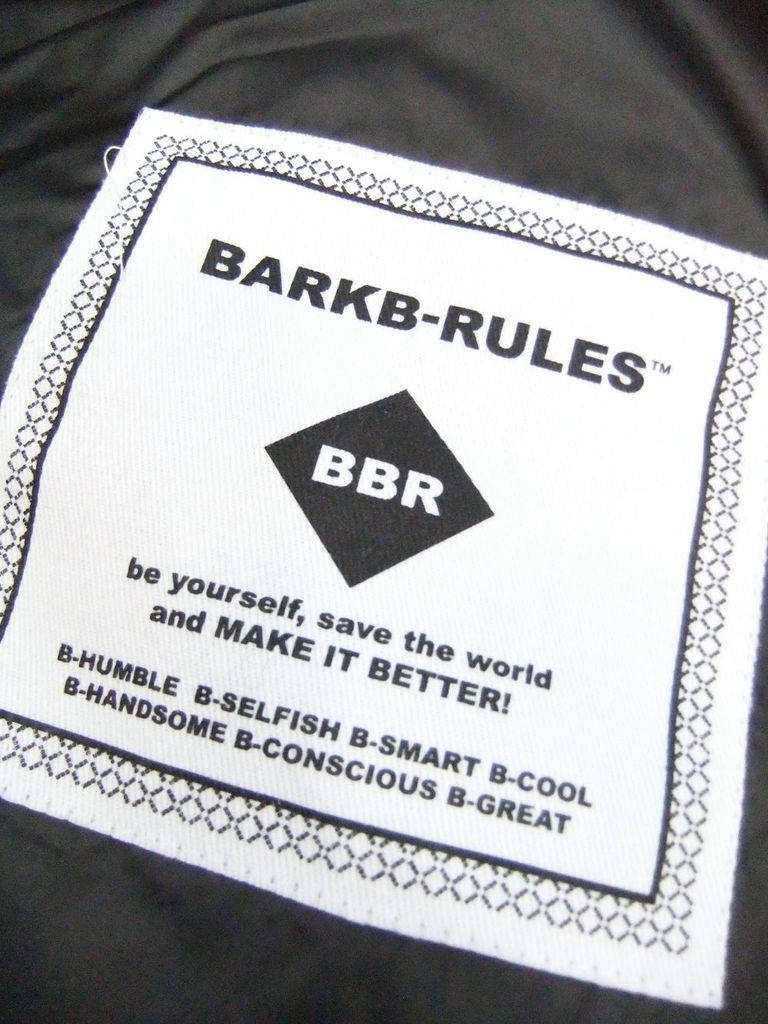 BARKB-RULES™
BBR
be yourself, save the world
and MAKE IT BETTER!
B-HUMBLE B-SELFISH B-SMART B-COOL
B-HANDSOME B-CONSCIOUS B-GREAT